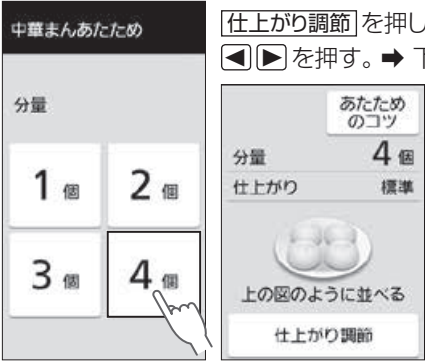 中華まんあたため
分量
1個
2個
3個
4個
仕上がり調節 を押し
◀ ▶ を押す。➡
あたため
のコツ
分量 4個
仕上がり 標準
上の図のように並べる
仕上がり調節